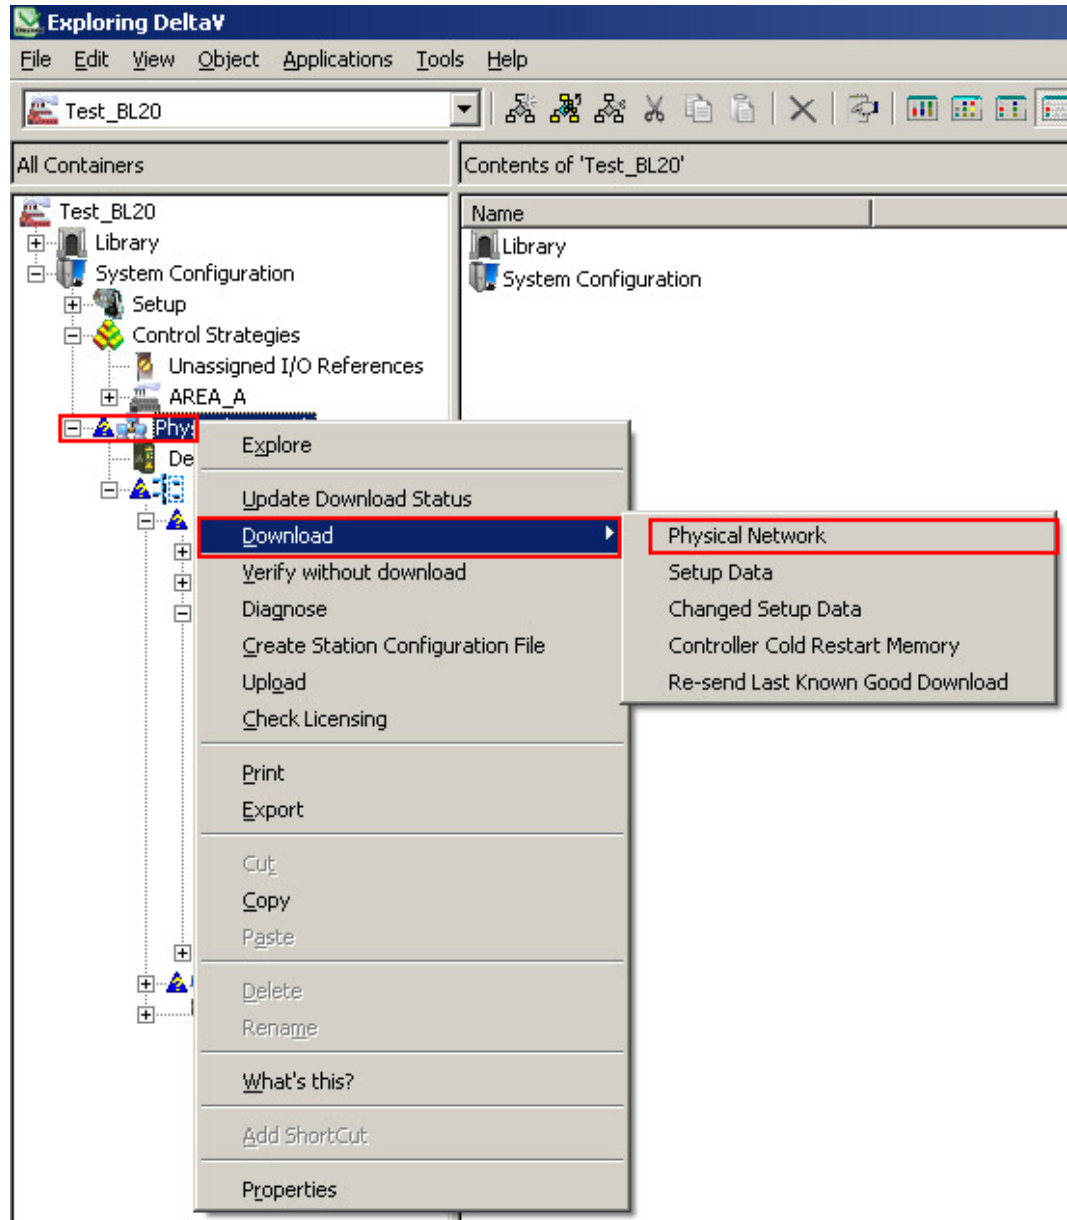 Exploring DeltaV
File Edit View Object Applications Tools Help
Test_BL20
All Containers
Contents of 'Test_BL20'
Test_BL20
Library
System Configuration
Setup
Control Strategies
Unassigned I/O References
AREA_A
Phy
De
Name
Library
System Configuration
Explore
Update Download Status
Download
Verify without download
Diagnose
Create Station Configuration File
Upload
Check Licensing
Print
Export
Cut
Copy
Paste
Delete
Rename
What's this?
Add ShortCut
Properties
Physical Network
Setup Data
Changed Setup Data
Controller Cold Restart Memory
Re-send Last Known Good Download